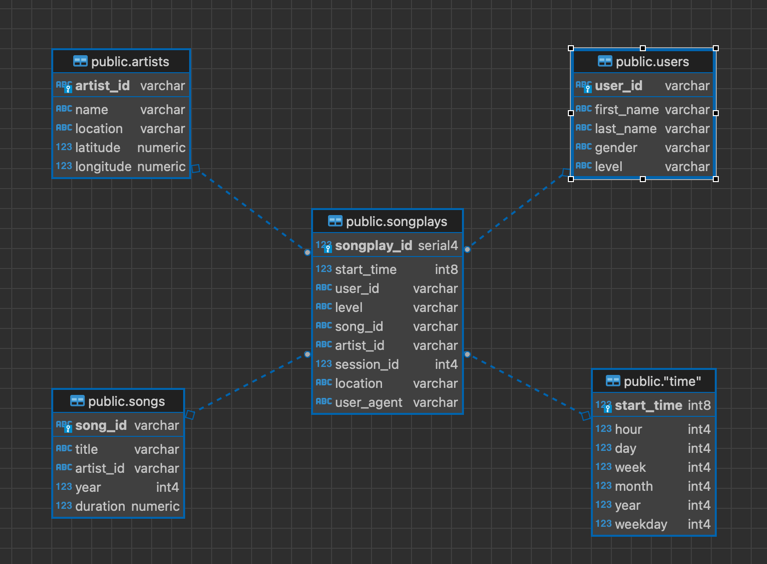 public.artists
ABC artist_id varchar
ABC name varchar
ABC location varchar
123 latitude numeric
123 longitude numeric
public.users
ABC user_id varchar
ABC first_name varchar
ABC last_name varchar
ABC gender varchar
ABC level varchar
public.songplays
123 songplay_id serial4
123 start_time int8
ABC user_id varchar
ABC level varchar
ABC song_id varchar
ABC artist_id varchar
123 session_id int4
ABC location varchar
ABC user_agent varchar
public.songs
ABC song_id varchar
ABC title varchar
ABC artist_id varchar
123 year int4
123 duration numeric
public."time"
123 start_time int8
123 hour int4
123 day int4
123 week int4
123 month int4
123 year int4
123 weekday int4